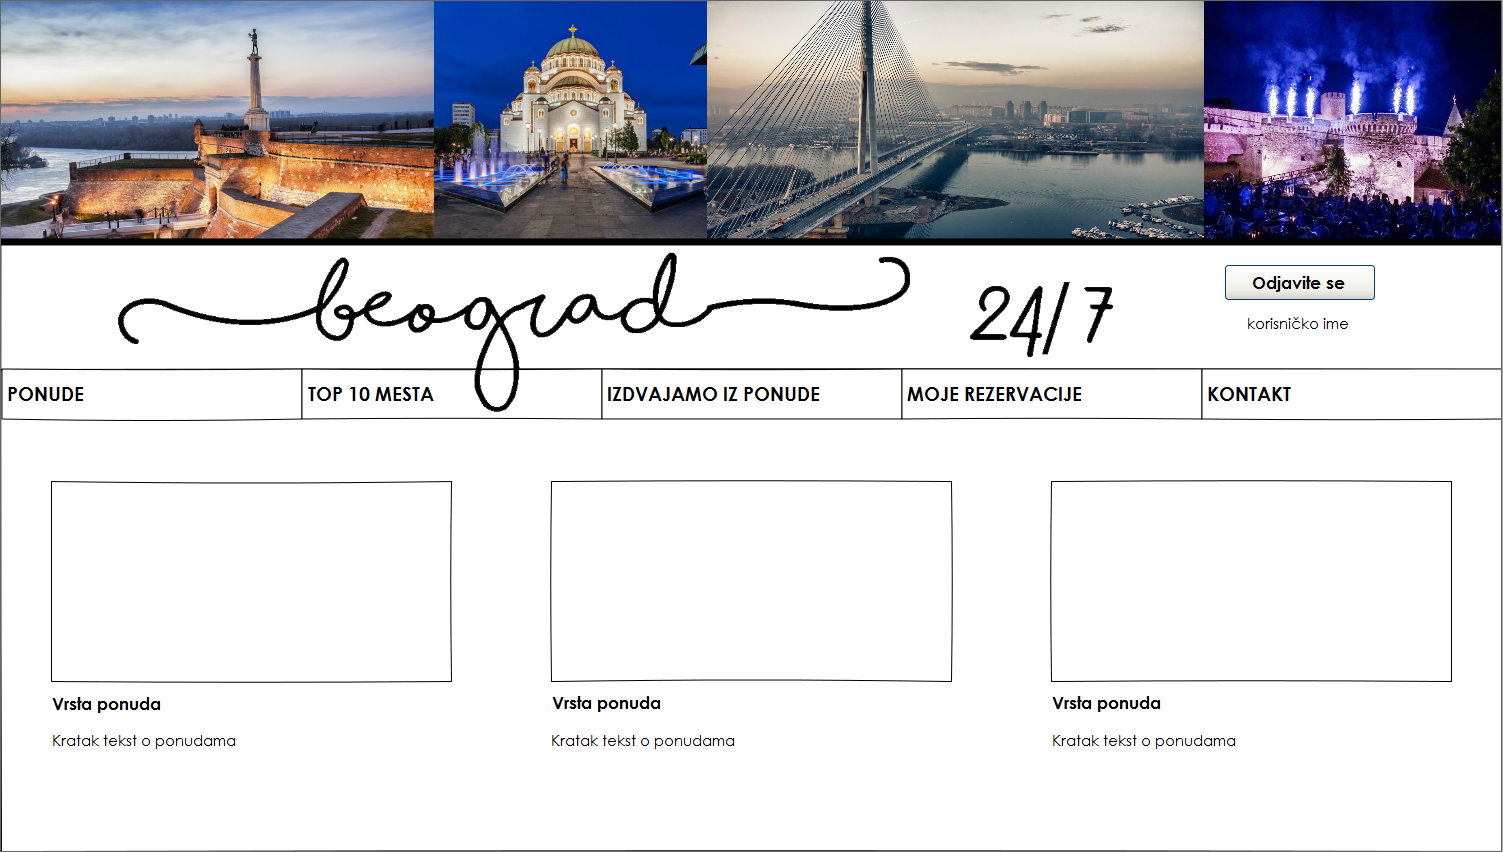 beograd 24/7
Odjavite se
korisničko ime
PONUDE
TOP 10 MESTA
IZDVAJAMO IZ PONUDE
MOJE REZERVACIJE
KONTAKT
Vrsta ponuda
Vrsta ponuda
Vrsta ponuda
Kratak tekst o ponudama
Kratak tekst o ponudama
Kratak tekst o ponudama